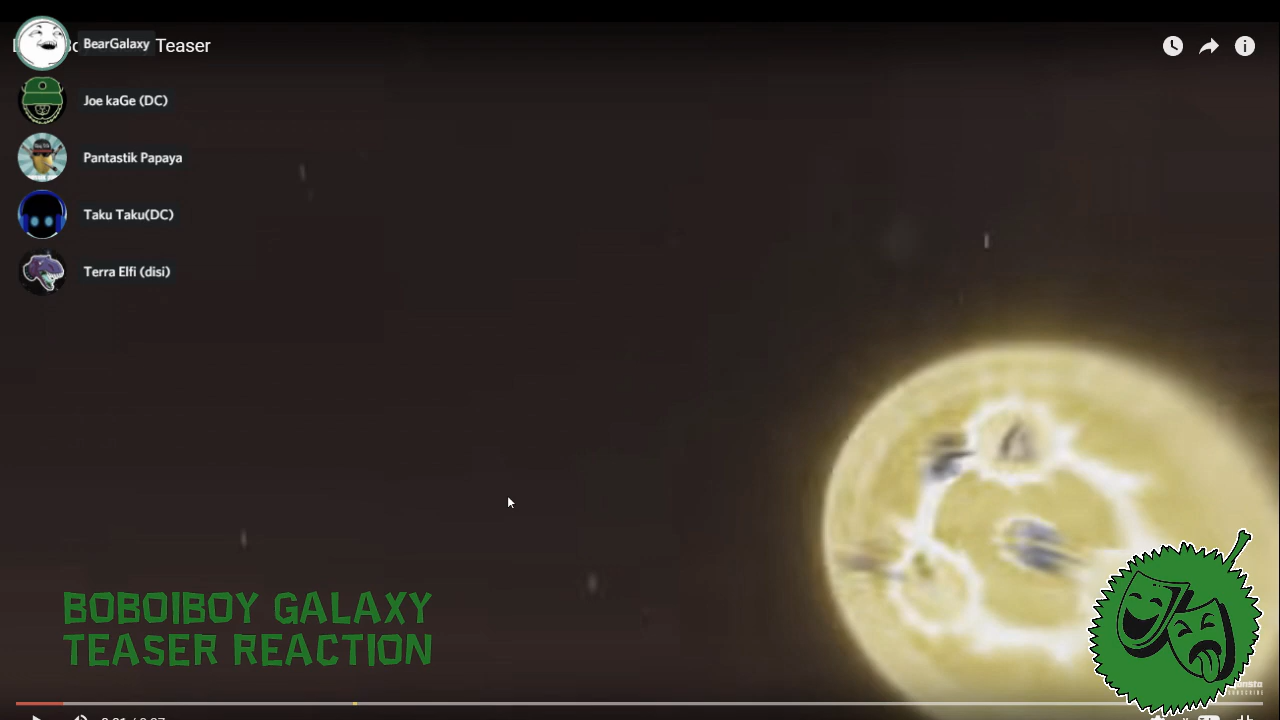 BearGalaxy
Teaser
Joe kaGe (DC)
Pantastik Papaya
Taku Taku(DC)
Terra Elfi (disi)
BOBOIBOY GALAXY
TEASER REACTION